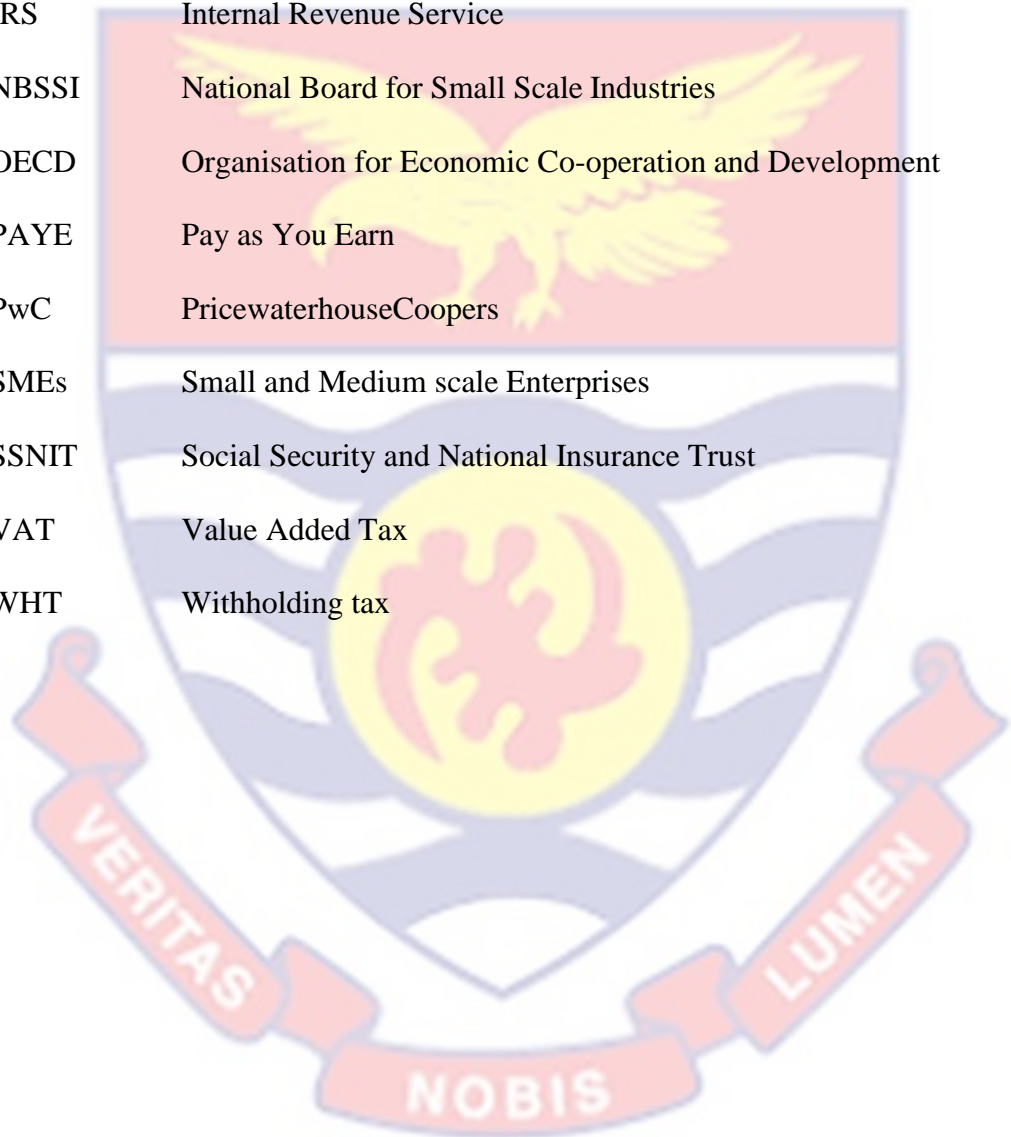 IRS Internal Revenue Service
NBSSI National Board for Small Scale Industries
OECD Organisation for Economic Co-operation and Development
PAYE Pay as You Earn
PwC PricewaterhouseCoopers
SMEs Small and Medium scale Enterprises
SSNIT Social Security and National Insurance Trust
VAT Value Added Tax
WHT Withholding tax
VERITAS
NOBIS
LUMEN